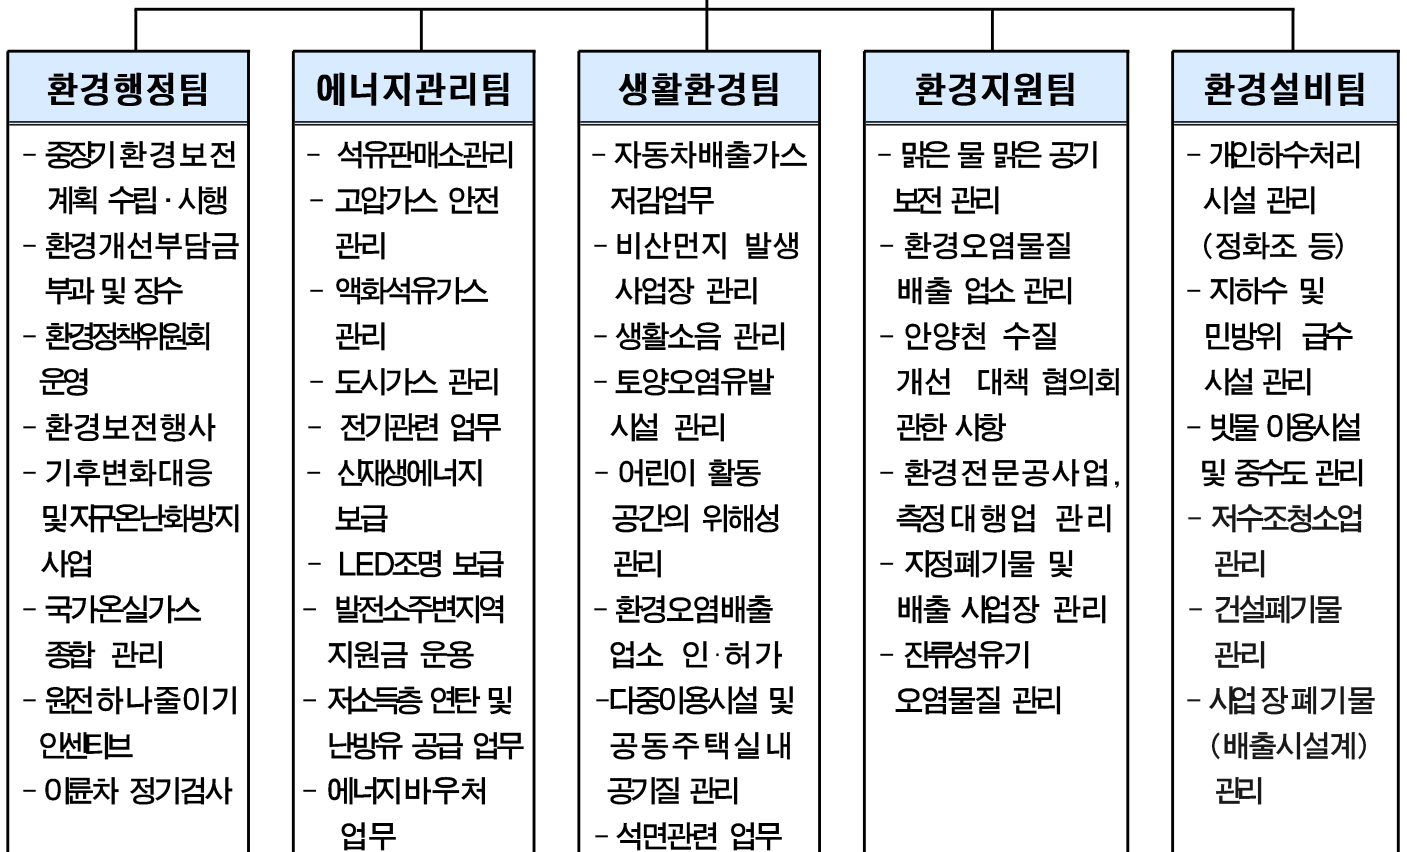 환경행정팀
- 중장기 환경보전
계획 수립·시행
- 환경개선부담금
부과 및 징수
- 환경정책위원회
운영
- 환경보전행사
- 기후변화대응
및 지구온난화방지
사업
- 국가온실가스
종합 관리
- 원전하나줄이기
인센티브
- 이륜차 정기검사
에너지관리팀
- 석유판매소관리
- 고압가스 안전
관리
- 액화석유가스
관리
- 도시가스 관리
- 전기관련 업무
- 신재생에너지
보급
- LED조명 보급
- 발전소주변지역
지원금 운용
- 저소득층 연탄 및
난방유 공급 업무
- 에너지바우처
업무
생활환경팀
- 자동차배출가스
저감업무
- 비산먼지 발생
사업장 관리
- 생활소음 관리
- 토양오염유발
시설 관리
- 어린이 활동
공간의 위해성
관리
- 환경오염배출
업소 인·허가
-다중이용시설 및
공동주택실내
공기질 관리
- 석면관련 업무
환경지원팀
- 맑은 물 맑은 공기
보전 관리
- 환경오염물질
배출 업소 관리
- 안양천 수질
개선 대책 협의회
관한 사항
- 환경전문공사업,
측정대행업 관리
- 지정폐기물 및
배출 사업장 관리
- 잔류성유기
오염물질 관리
환경설비팀
- 개인하수처리
시설 관리
(정화조 등)
- 지하수 및
민방위 급수
시설 관리
- 빗물 이용시설
및 중수도 관리
- 저수조청소업
관리
- 건설폐기물
관리
- 사업장폐기물
(배출시설계)
관리